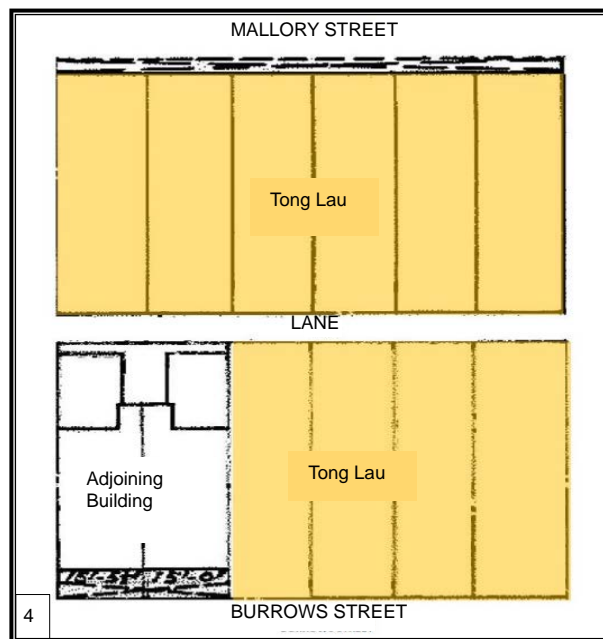 MALLORY STREET
Tong Lau
LANE
Adjoining
Building
Tong Lau
BURROWS STREET
4